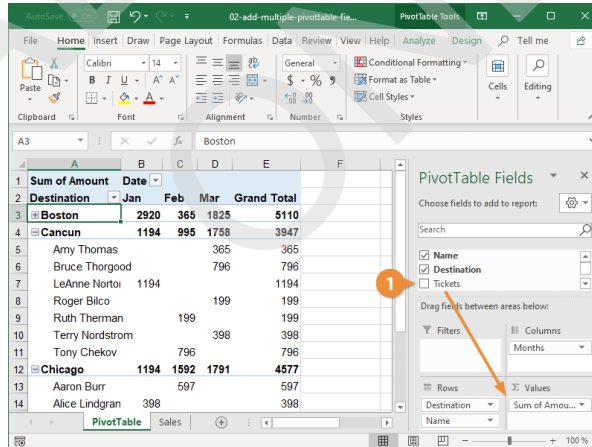 AutoSave Off 02-add-multiple-pivottable-fie... PivotTable Tools
File Home Insert Draw Page Layout Formulas Data Review View Help Analyze Design Tell me
Calibri 14 General Conditional Formatting
Paste B I U A A A $ % 9 Format as Table Cells Editing
Cell Styles
Clipboard Font Alignment Number Styles
A3 fx Boston
A B C D E F
1 Sum of Amount Date
2 Destination Jan Feb Mar Grand Total
3 Boston 2920 365 1825 5110
4 Cancun 1194 995 1758 3947
5 Amy Thomas 365 365
6 Bruce Thorgood 796 796
7 LeAnne Nortoi 1194 1194
8 Roger Bilco 199 199
9 Ruth Therman 199 199
10 Terry Nordstrom 398 398
11 Tony Chekov 796 796
12 Chicago 1194 1592 1791 4577
13 Aaron Burr 597 597
14 Alice Lindgran 398 398
PivotTable Sales
PivotTable Fields
Choose fields to add to report:
Search
Name
Destination
1 Tickets
Drag fields between areas below:
Filters Columns
Months
Rows Σ Values
Destination Sum of Amou...
Name
100 %